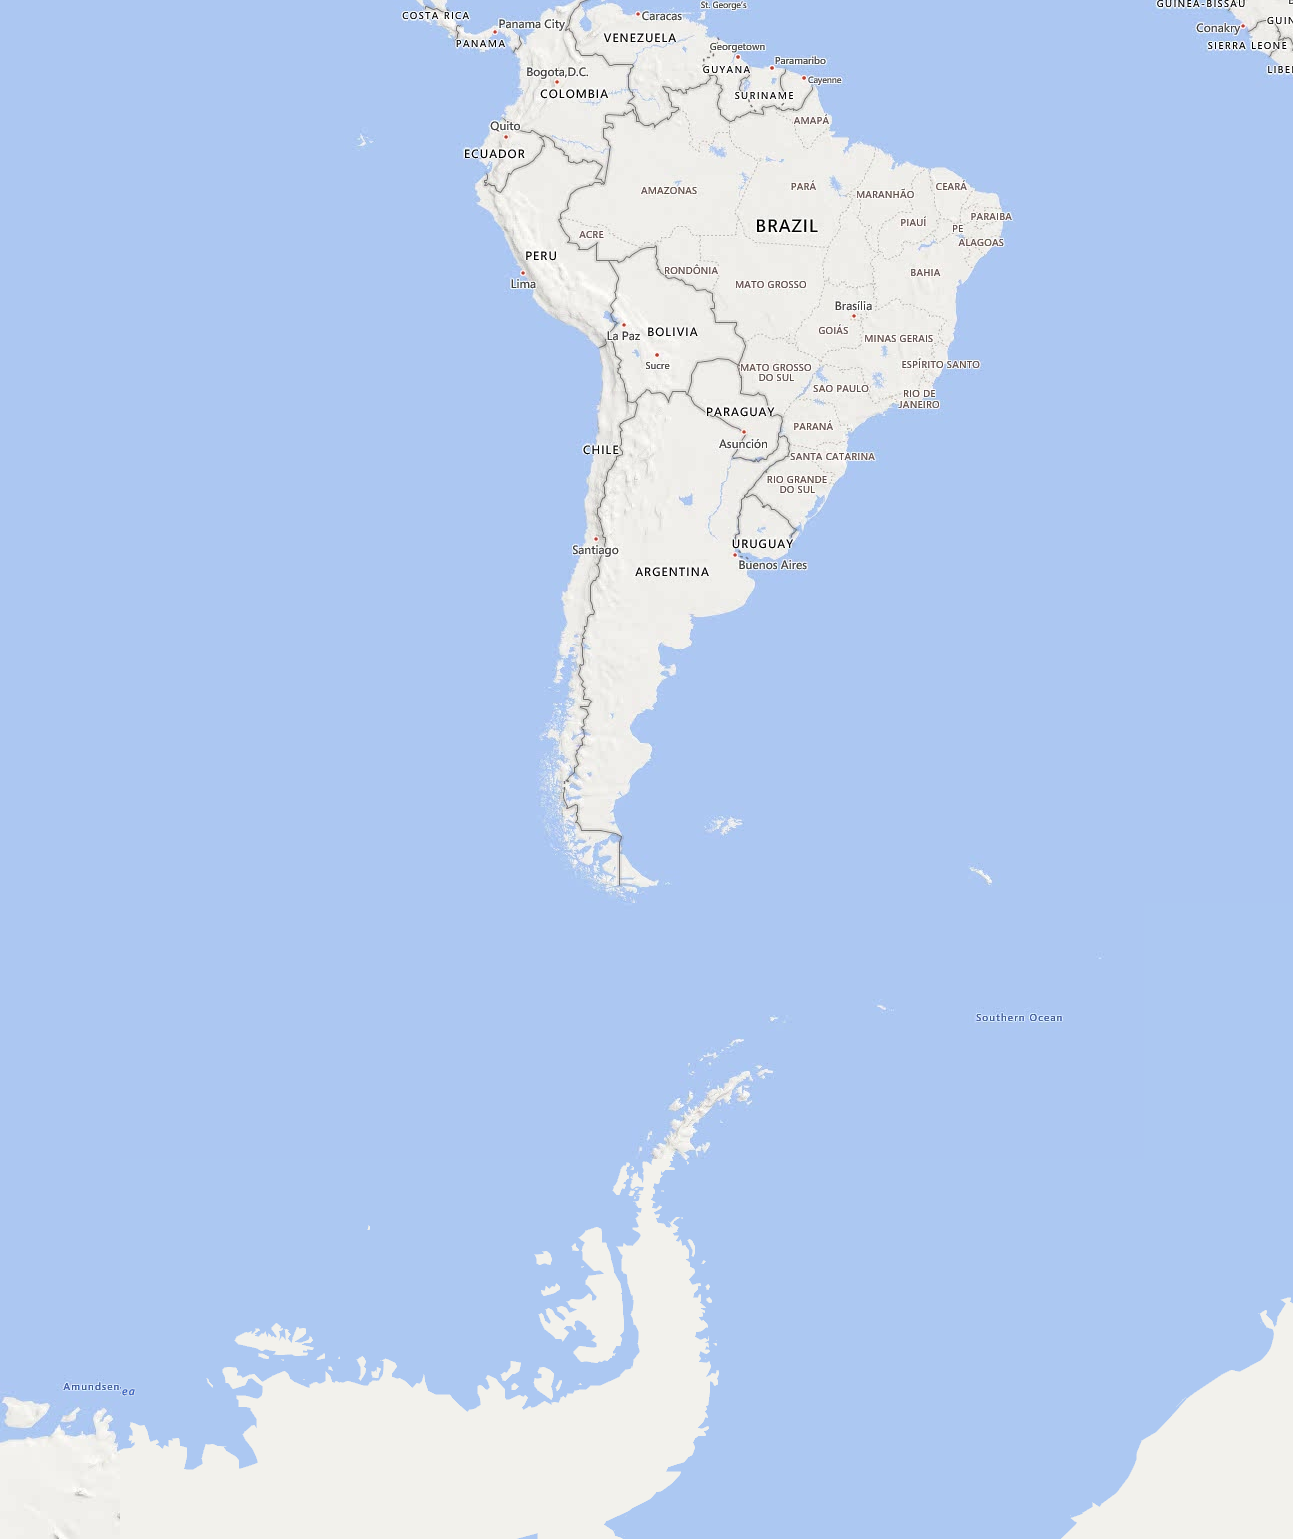 COSTA RICA
Panama City
PANAMA
Caracas
St. George's
VENEZUELA
Georgetown
GUYANA
Paramaribo
Cayenne
SURINAME
GUINEA-BISSAU
Conakry
SIERRA LEONE
Bogota,D.C.
COLOMBIA
AMAPÁ
Quito
ECUADOR
AMAZONAS
PARÁ
MARANHÃO
CEARÁ
PARAIBA
PIAUÍ
PE
ALAGOAS
BRAZIL
ACRE
PERU
Lima
RONDÔNIA
MATO GROSSO
BAHIA
Brasília
GOIÁS
MINAS GERAIS
La Paz
BOLIVIA
Sucre
ESPÍRITO SANTO
MATO GROSSO
DO SUL
SAO PAULO
RIO DE
JANEIRO
PARAGUAY
PARANÁ
Asunción
CHILE
SANTA CATARINA
RIO GRANDE
DO SUL
Santiago
URUGUAY
Buenos Aires
ARGENTINA
Southern Ocean
Amundsen